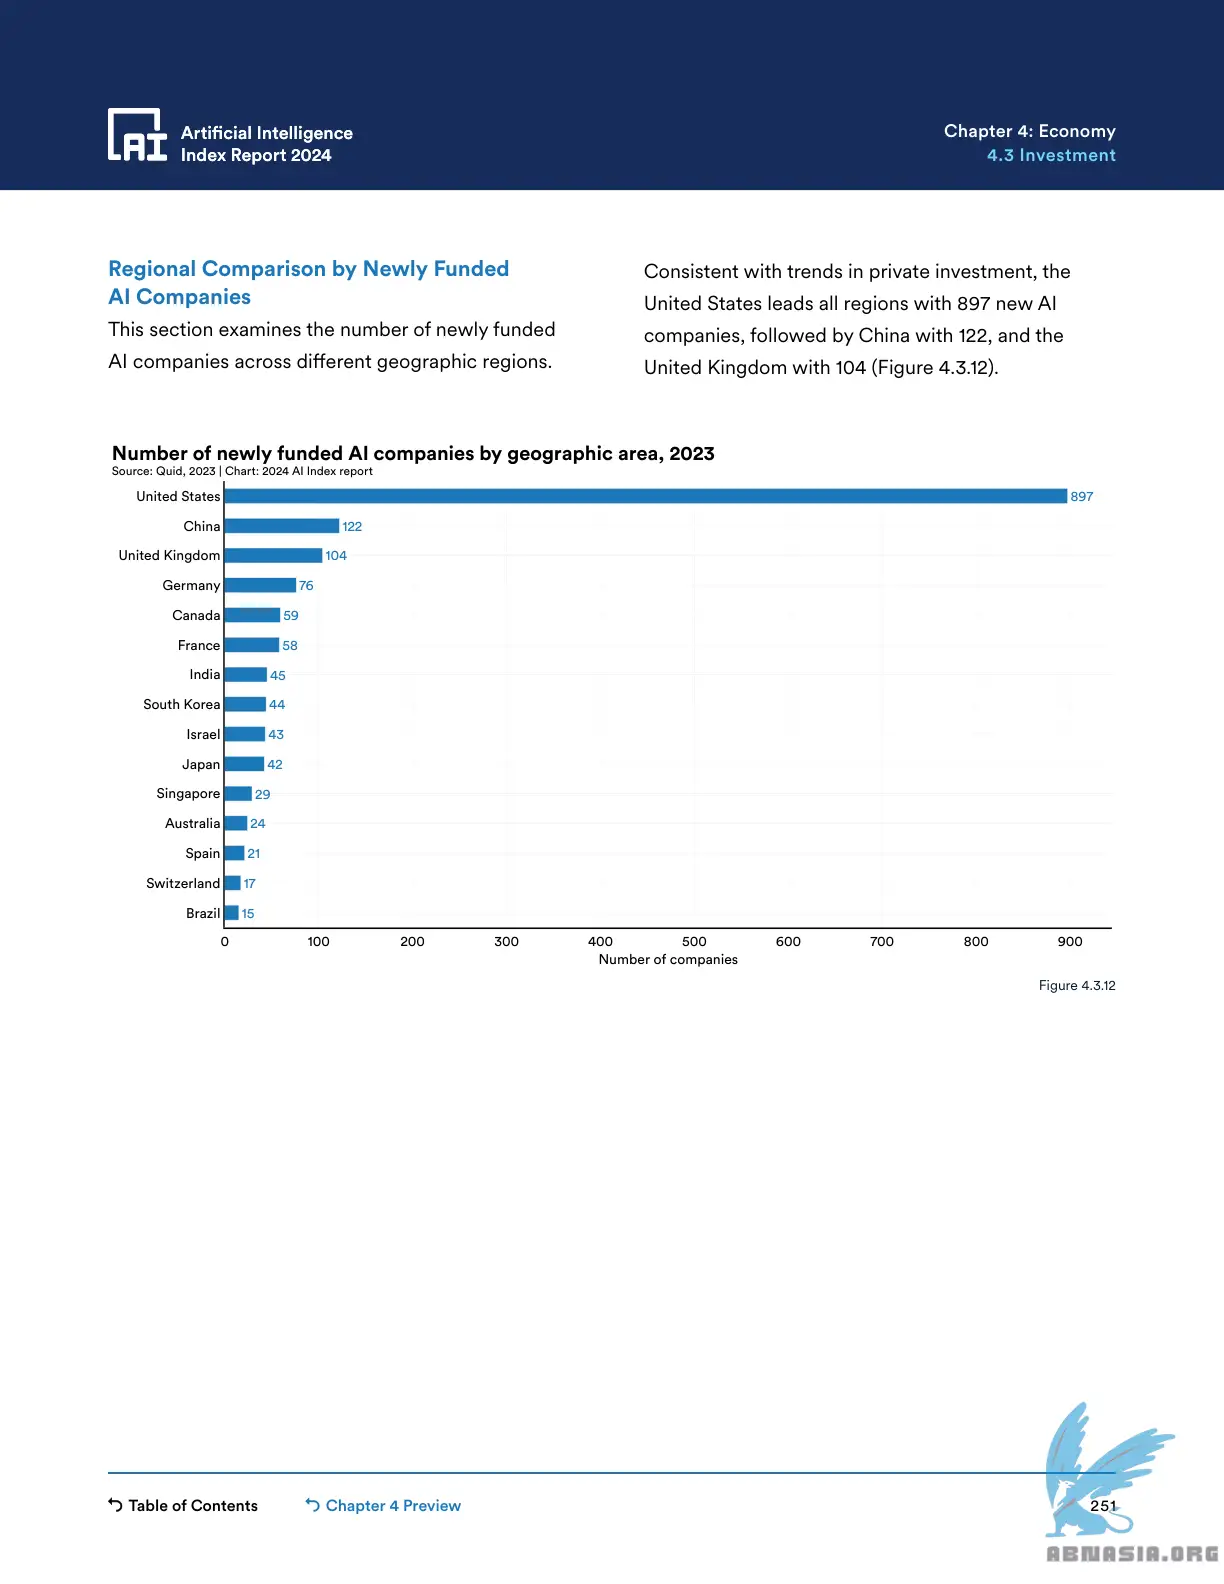 AI
Artificial Intelligence
Index Report 2024
Chapter 4: Economy
4.3 Investment
Regional Comparison by Newly Funded
AI Companies
This section examines the number of newly funded
AI companies across different geographic regions.
Consistent with trends in private investment, the
United States leads all regions with 897 new AI
companies, followed by China with 122, and the
United Kingdom with 104 (Figure 4.3.12).
Number of newly funded AI companies by geographic area, 2023
Source: Quid, 2023 | Chart: 2024 AI Index report
United States 897
China 122
United Kingdom 104
Germany 76
Canada 59
France 58
India 45
South Korea 44
Israel 43
Japan 42
Singapore 29
Australia 24
Spain 21
Switzerland 17
Brazil 15
0 100 200 300 400 500 600 700 800 900
Number of companies
Figure 4.3.12
Table of Contents
Chapter 4 Preview
251
ABNASIA.ORG